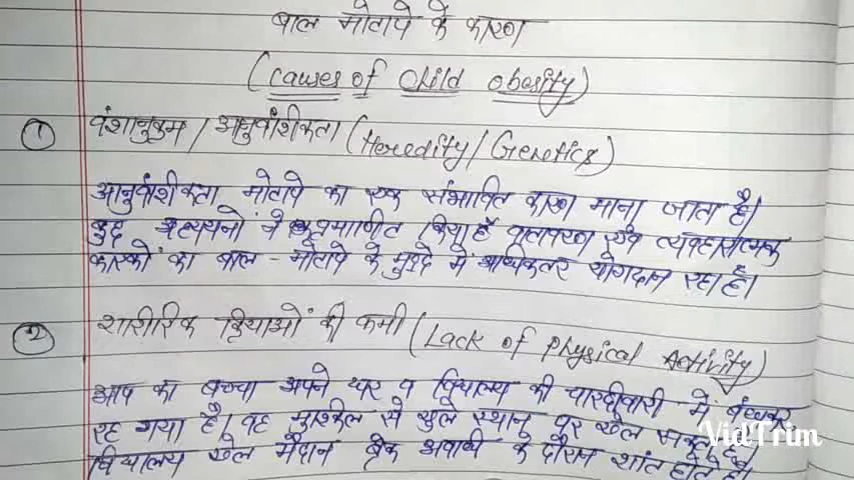 बाल मोटापे के कारण
(Causes of Child obesity)
① वंशानुक्रम / आनुवांशिकता (Heredity/Genetics)
आनुवांशिकता मोटापे का एक संभावित कारण माना जाता है।
कुछ अध्ययनों ने प्रमाणित किया है वातावरण एवं व्यवहारात्मक
कारकों का बाल - मोटापे के मुद्दे में अधिकतर योगदान रहा है।
② शारीरिक क्रियाओं की कमी (Lack of physical Activity)
आप का बच्चा अपने घर व विद्यालय की चारदीवारी में बंधकर
रह गया है। वह मुश्किल से खुले स्थान पर खेल
विद्यालय खेल मैदान ब्रेक अवधि के दौरान शांत होते है।
VidTrim